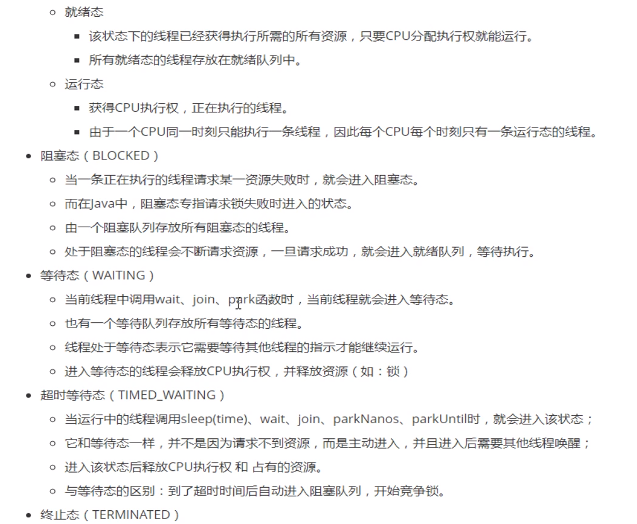 就绪态
该状态下的线程已经获得执行所需的所有资源，只要CPU分配执行权就能运行。
所有就绪态的线程存放在就绪队列中。
运行态
获得CPU执行权，正在执行的线程。
由于一个CPU同一时刻只能执行一条线程，因此每个CPU每个时刻只有一条运行态的线程。
阻塞态（BLOCKED）
当一条正在执行的线程请求某一资源失败时，就会进入阻塞态。
而在Java中，阻塞态专指请求锁失败时进入的状态。
由一个阻塞队列存放所有阻塞态的线程。
处于阻塞态的线程会不断请求资源，一旦请求成功，就会进入就绪队列，等待执行。
等待态（WAITING）
当前线程中调用wait、join、park函数时，当前线程就会进入等待态。
也有一个等待队列存放所有等待态的线程。
线程处于等待态表示它需要等待其他线程的指示才能继续运行。
进入等待态的线程会释放CPU执行权，并释放资源（如：锁）
超时等待态（TIMED_WAITING）
当运行中的线程调用sleep(time)、wait、join、parkNanos、parkUntil时，就会进入该状态；
它和等待态一样，并不是因为请求不到资源，而是主动进入，并且进入后需要其他线程唤醒；
进入该状态后释放CPU执行权 和 占有的资源。
与等待态的区别：到了超时时间后自动进入阻塞队列，开始竞争锁。
终止态（TERMINATED）